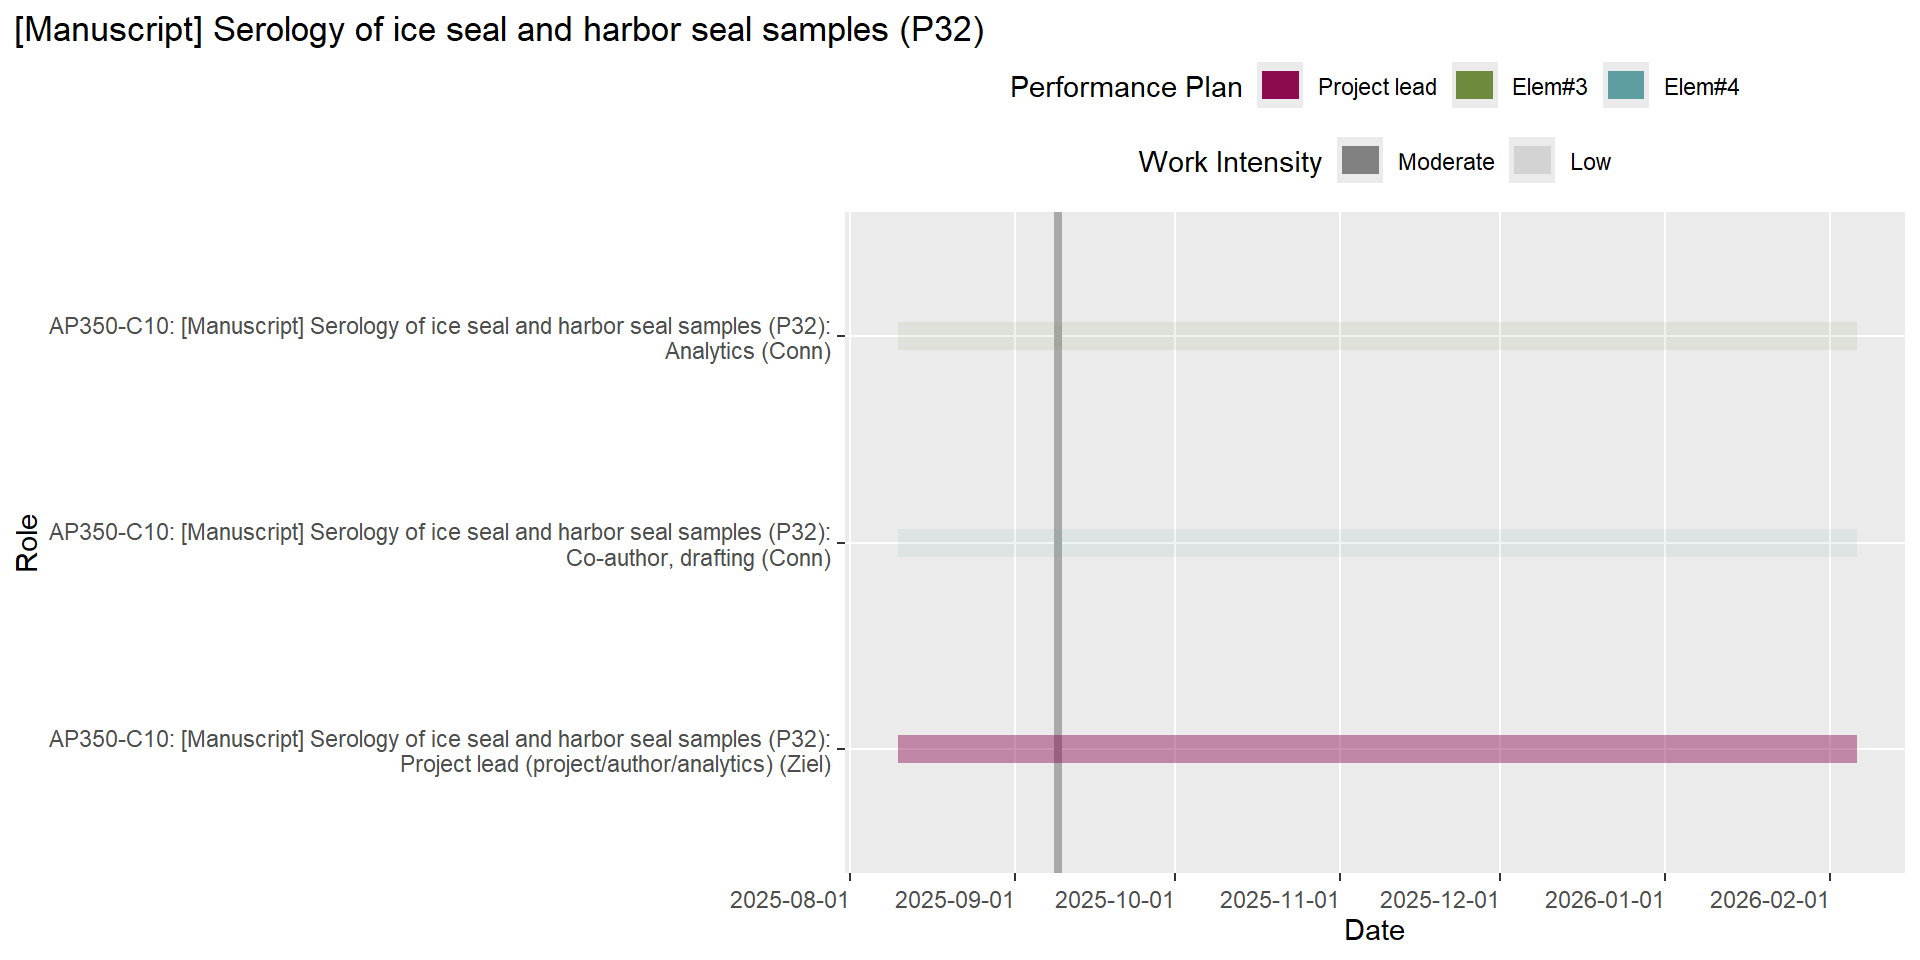 [Manuscript] Serology of ice seal and harbor seal samples (P32)
Performance Plan Project lead Elem#3 Elem#4
Work Intensity Moderate Low
AP350-C10: [Manuscript] Serology of ice seal and harbor seal samples (P32):
Analytics (Conn)
Role
AP350-C10: [Manuscript] Serology of ice seal and harbor seal samples (P32):
Co-author, drafting (Conn)
AP350-C10: [Manuscript] Serology of ice seal and harbor seal samples (P32):
Project lead (project/author/analytics) (Ziel)
2025-08-01 2025-09-01 2025-10-01 2025-11-01 2025-12-01 2026-01-01 2026-02-01
Date